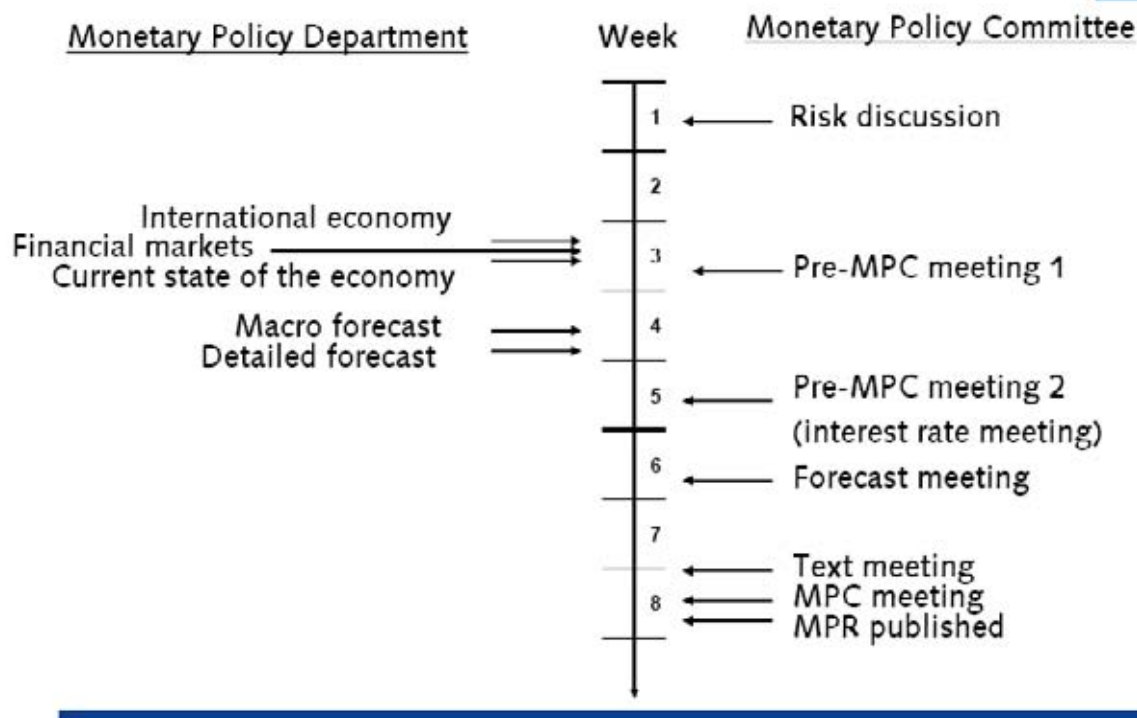 Monetary Policy Department
Week
Monetary Policy Committee
1
Risk discussion
2
International economy
Financial markets
3
Current state of the economy
Pre-MPC meeting 1
Macro forecast
4
Detailed forecast
5
Pre-MPC meeting 2
(interest rate meeting)
6
Forecast meeting
7
Text meeting
8
MPC meeting
MPR published